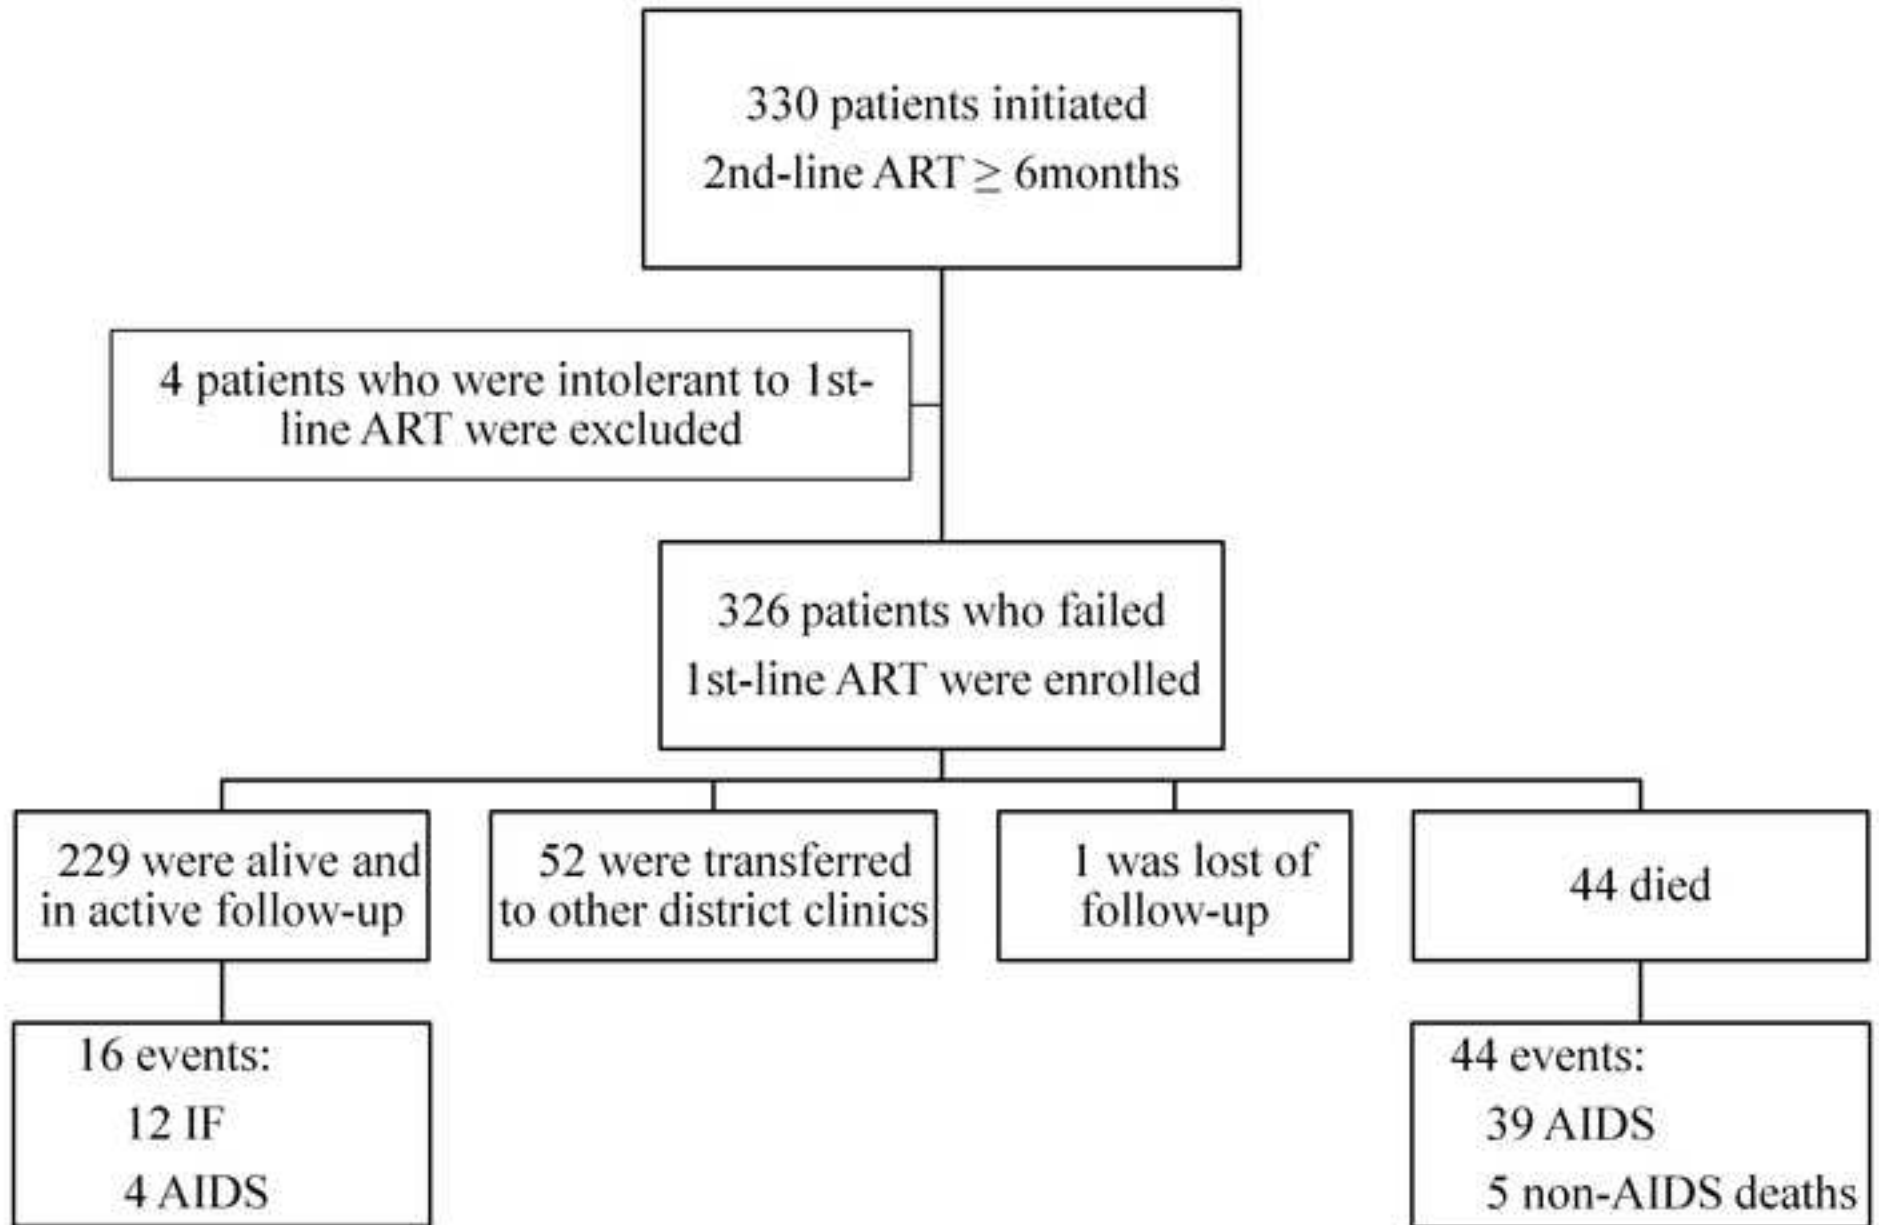 330 patients initiated
2nd-line ART ≥ 6months
4 patients who were intolerant to 1st-
line ART were excluded
326 patients who failed
1st-line ART were enrolled
229 were alive and
in active follow-up
52 were transferred
to other district clinics
1 was lost of
follow-up
44 died
16 events:
12 IF
4 AIDS
44 events:
39 AIDS
5 non-AIDS deaths